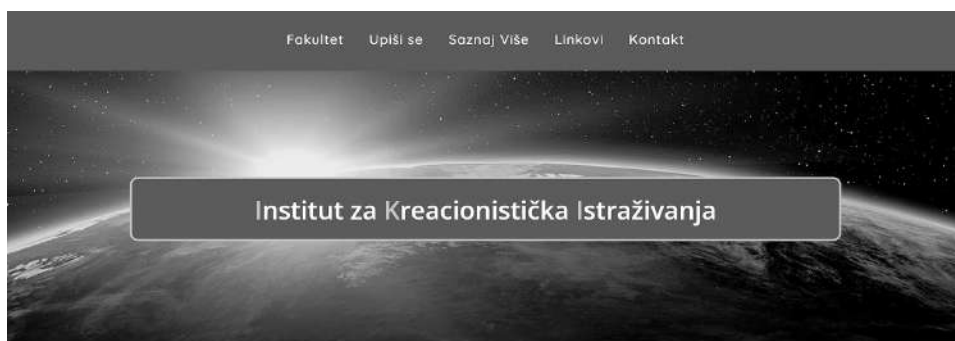 Fakultet Upiši se Saznaj Više Linkovi Kontakt
Institut za Kreacionistička Istraživanja